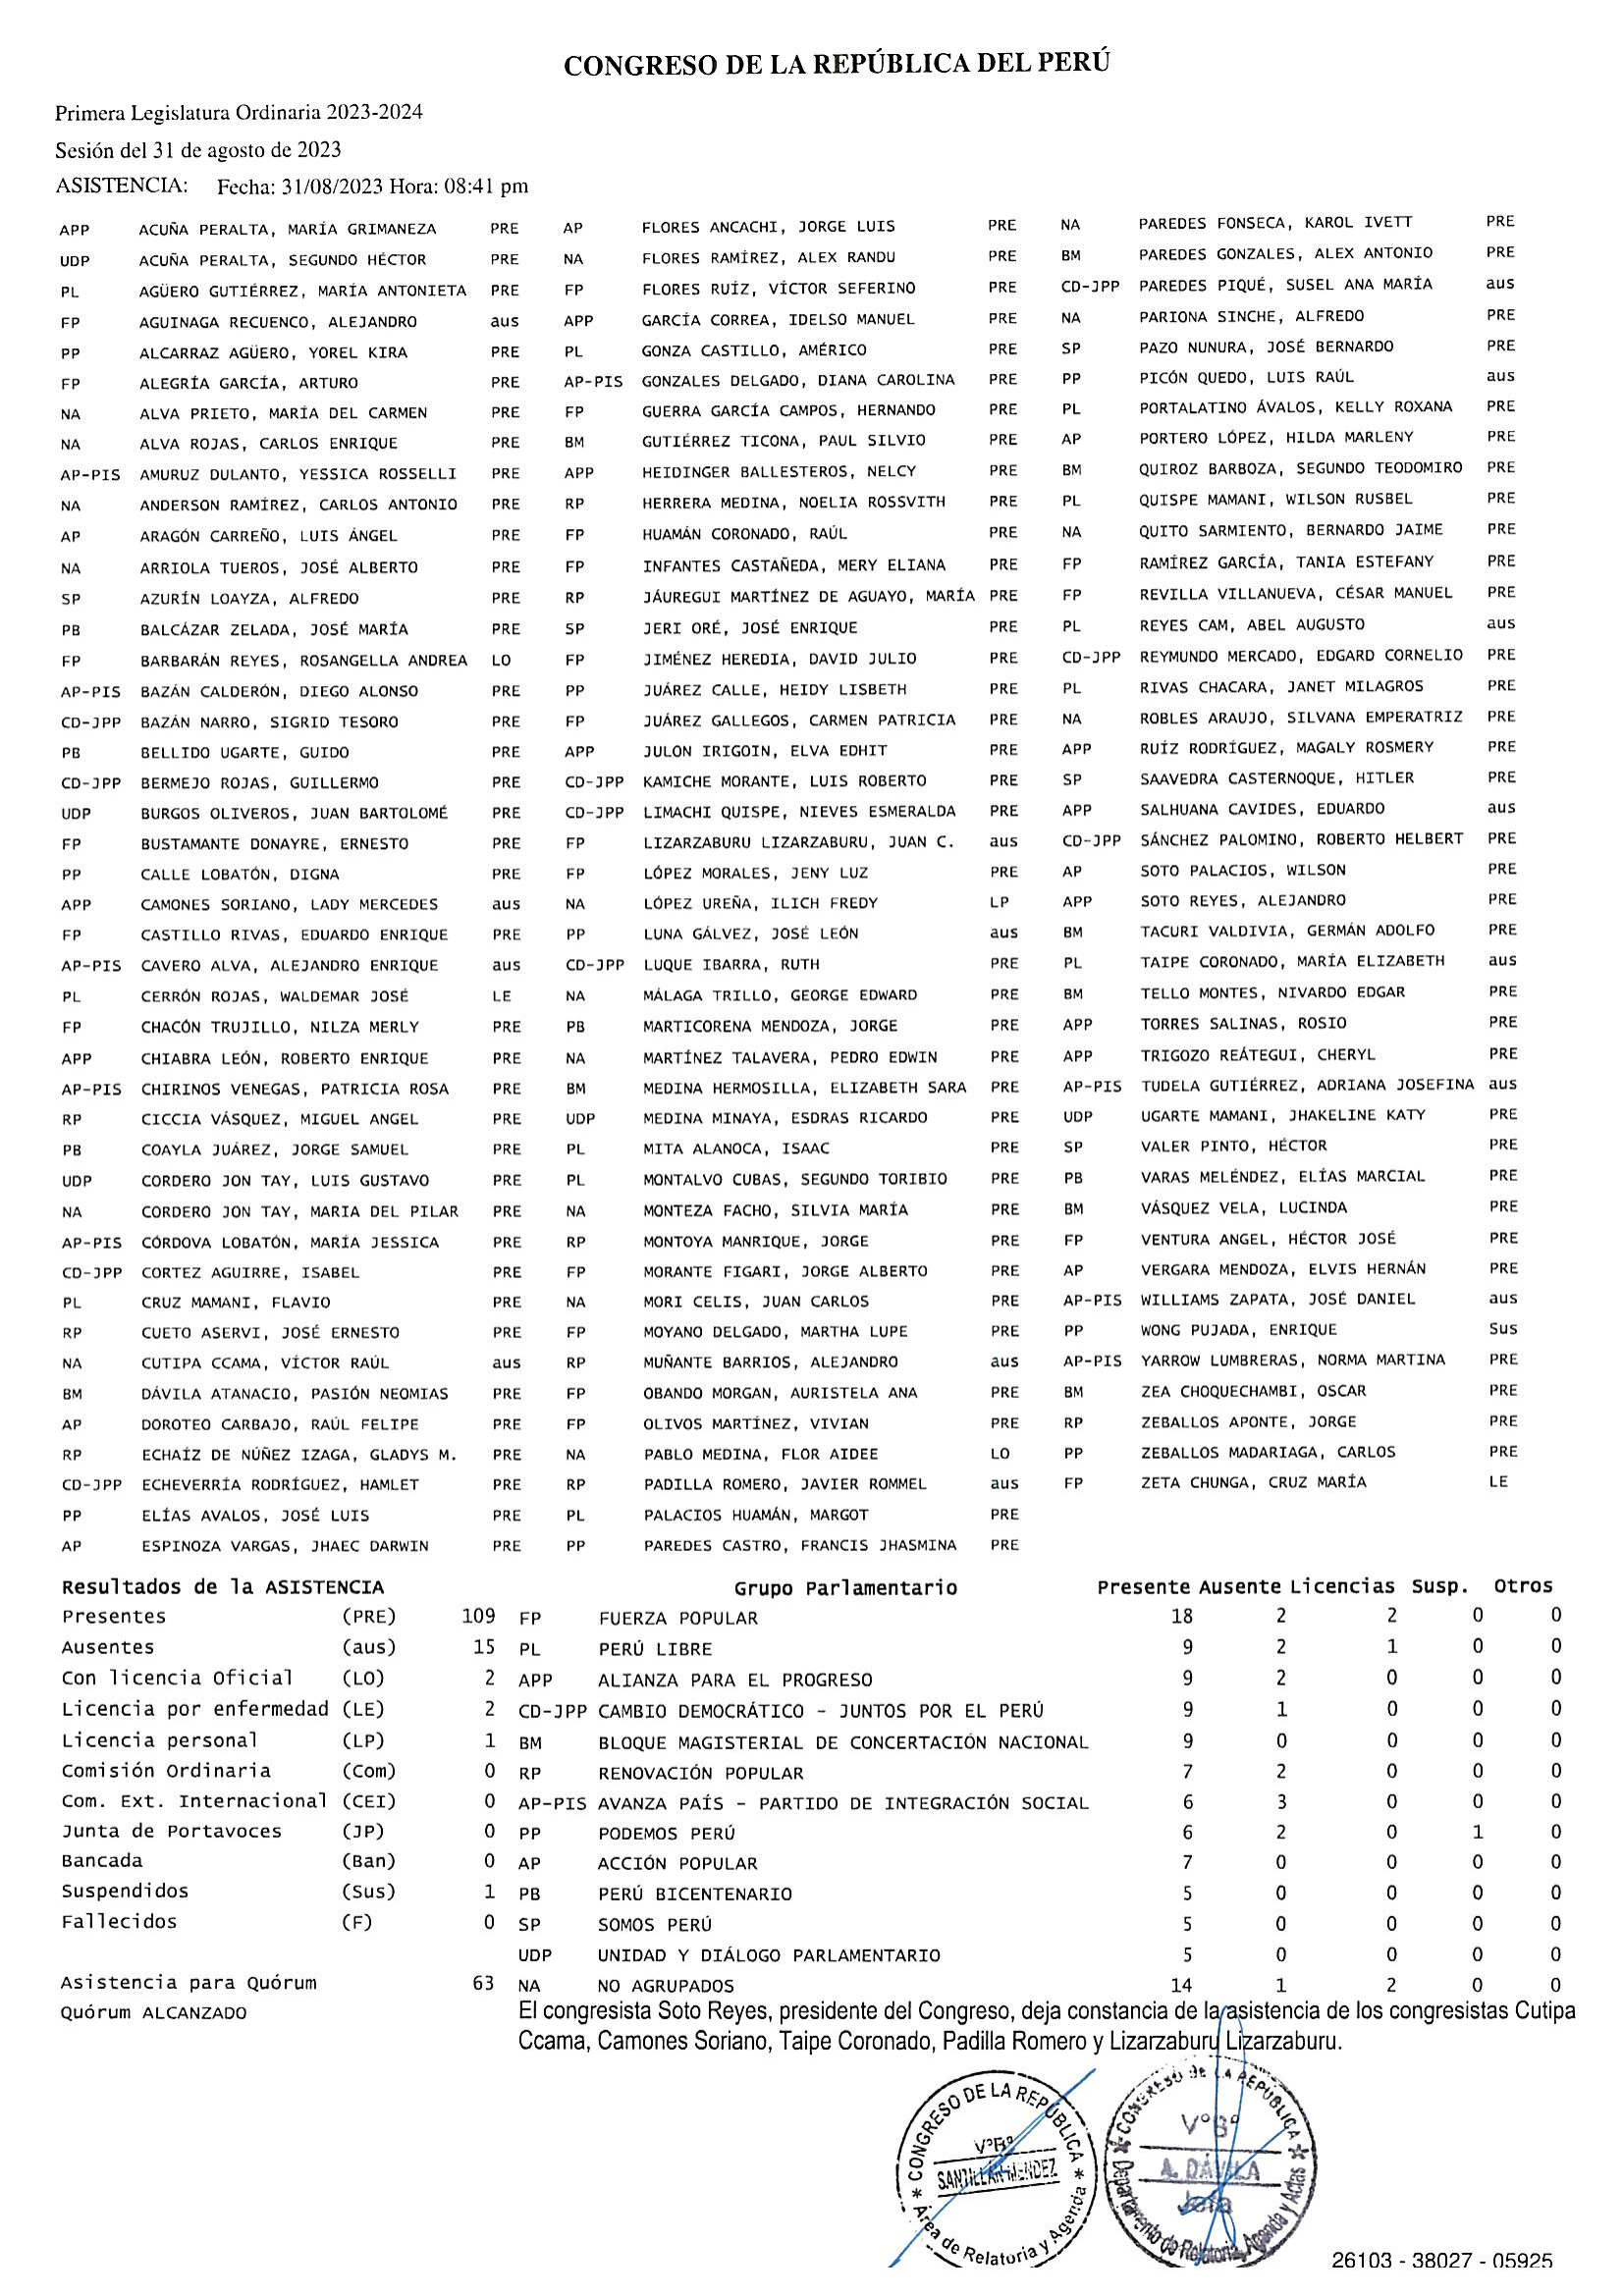 CONGRESO DE LA REPÚBLICA DEL PERÚ
Primera Legislatura Ordinaria 2023-2024
Sesión del 31 de agosto de 2023
ASISTENCIA: Fecha: 31/08/2023 Hora: 08:41 pm
APP ACUÑA PERALTA, MARÍA GRIMANEZA PRE AP FLORES ANCACHI, JORGE LUIS PRE NA PAREDES FONSECA, KAROL IVETT PRE
UDP ACUÑA PERALTA, SEGUNDO HÉCTOR PRE NA FLORES RAMÍREZ, ALEX RANDU PRE BM PAREDES GONZALES, ALEX ANTONIO PRE
PL AGÜERO GUTIÉRREZ, MARÍA ANTONIETA PRE FP FLORES RUÍZ, VÍCTOR SEFERINO PRE CD-JPP PAREDES PIQUÉ, SUSEL ANA MARÍA aus
FP AGUINAGA RECUENCO, ALEJANDRO aus APP GARCÍA CORREA, IDELSO MANUEL PRE NA PARIONA SINCHE, ALFREDO PRE
PP ALCARRAZ AGÜERO, YOREL KIRA PRE PL GONZA CASTILLO, AMÉRICO PRE SP PAZO NUNURA, JOSÉ BERNARDO PRE
FP ALEGRÍA GARCÍA, ARTURO PRE AP-PIS GONZALES DELGADO, DIANA CAROLINA PRE PP PICÓN QUEDO, LUIS RAÚL aus
NA ALVA PRIETO, MARÍA DEL CARMEN PRE FP GUERRA GARCÍA CAMPOS, HERNANDO PRE PL PORTALATINO ÁVALOS, KELLY ROXANA PRE
NA ALVA ROJAS, CARLOS ENRIQUE PRE BM GUTIÉRREZ TICONA, PAUL SILVIO PRE AP PORTERO LÓPEZ, HILDA MARLENY PRE
AP-PIS AMURUZ DULANTO, YESSICA ROSSELLI PRE APP HEIDINGER BALLESTEROS, NELCY PRE BM QUIROZ BARBOZA, SEGUNDO TEODOMIRO PRE
NA ANDERSON RAMÍREZ, CARLOS ANTONIO PRE RP HERRERA MEDINA, NOELIA ROSSVITH PRE PL QUISPE MAMANI, WILSON RUSBEL PRE
AP ARAGÓN CARREÑO, LUIS ÁNGEL PRE FP HUAMÁN CORONADO, RAÚL PRE NA QUITO SARMIENTO, BERNARDO JAIME PRE
NA ARRIOLA TUEROS, JOSÉ ALBERTO PRE FP INFANTES CASTAÑEDA, MERY ELIANA PRE FP RAMÍREZ GARCÍA, TANIA ESTEFANY PRE
SP AZURÍN LOAYZA, ALFREDO PRE RP JÁUREGUI MARTÍNEZ DE AGUAYO, MARÍA PRE FP REVILLA VILLANUEVA, CÉSAR MANUEL PRE
PB BALCÁZAR ZELADA, JOSÉ MARÍA PRE SP JERI ORÉ, JOSÉ ENRIQUE PRE PL REYES CAM, ABEL AUGUSTO aus
FP BARBARÁN REYES, ROSANGELLA ANDREA LO FP JIMÉNEZ HEREDIA, DAVID JULIO PRE CD-JPP REYMUNDO MERCADO, EDGARD CORNELIO PRE
AP-PIS BAZÁN CALDERÓN, DIEGO ALONSO PRE PP JUÁREZ CALLE, HEIDY LISBETH PRE PL RIVAS CHACARA, JANET MILAGROS PRE
CD-JPP BAZÁN NARRO, SIGRID TESORO PRE FP JUÁREZ GALLEGOS, CARMEN PATRICIA PRE NA ROBLES ARAUJO, SILVANA EMPERATRIZ PRE
PB BELLIDO UGARTE, GUIDO PRE APP JULON IRIGOIN, ELVA EDHIT PRE APP RUÍZ RODRÍGUEZ, MAGALY ROSMERY PRE
CD-JPP BERMEJO ROJAS, GUILLERMO PRE CD-JPP KAMICHE MORANTE, LUIS ROBERTO PRE SP SAAVEDRA CASTERNOQUE, HITLER PRE
UDP BURGOS OLIVEROS, JUAN BARTOLOMÉ PRE CD-JPP LIMACHI QUISPE, NIEVES ESMERALDA PRE APP SALHUANA CAVIDES, EDUARDO aus
FP BUSTAMANTE DONAYRE, ERNESTO PRE FP LIZARZABURU LIZARZABURU, JUAN C. aus CD-JPP SÁNCHEZ PALOMINO, ROBERTO HELBERT PRE
PP CALLE LOBATÓN, DIGNA PRE FP LÓPEZ MORALES, JENY LUZ PRE AP SOTO PALACIOS, WILSON PRE
APP CAMONES SORIANO, LADY MERCEDES aus NA LÓPEZ UREÑA, ILICH FREDY LP APP SOTO REYES, ALEJANDRO PRE
FP CASTILLO RIVAS, EDUARDO ENRIQUE PRE PP LUNA GÁLVEZ, JOSÉ LEÓN aus BM TACURI VALDIVIA, GERMÁN ADOLFO PRE
AP-PIS CAVERO ALVA, ALEJANDRO ENRIQUE aus CD-JPP LUQUE IBARRA, RUTH PRE PL TAIPE CORONADO, MARÍA ELIZABETH aus
PL CERRÓN ROJAS, WALDEMAR JOSÉ LE NA MÁLAGA TRILLO, GEORGE EDWARD PRE BM TELLO MONTES, NIVARDO EDGAR PRE
FP CHACÓN TRUJILLO, NILZA MERLY PRE PB MARTICORENA MENDOZA, JORGE PRE APP TORRES SALINAS, ROSIO PRE
APP CHIABRA LEÓN, ROBERTO ENRIQUE PRE NA MARTÍNEZ TALAVERA, PEDRO EDWIN PRE APP TRIGOZO REÁTEGUI, CHERYL PRE
AP-PIS CHIRINOS VENEGAS, PATRICIA ROSA PRE BM MEDINA HERMOSILLA, ELIZABETH SARA PRE AP-PIS TUDELA GUTIÉRREZ, ADRIANA JOSEFINA aus
RP CICCIA VÁSQUEZ, MIGUEL ANGEL PRE UDP MEDINA MINAYA, ESDRAS RICARDO PRE UDP UGARTE MAMANI, JHAKELINE KATY PRE
PB COAYLA JUÁREZ, JORGE SAMUEL PRE PL MITA ALANOCA, ISAAC PRE SP VALER PINTO, HÉCTOR PRE
UDP CORDERO JON TAY, LUIS GUSTAVO PRE PL MONTALVO CUBAS, SEGUNDO TORIBIO PRE PB VARAS MELÉNDEZ, ELÍAS MARCIAL PRE
NA CORDERO JON TAY, MARIA DEL PILAR PRE NA MONTEZA FACHO, SILVIA MARÍA PRE BM VÁSQUEZ VELA, LUCINDA PRE
AP-PIS CÓRDOVA LOBATÓN, MARÍA JESSICA PRE RP MONTOYA MANRIQUE, JORGE PRE FP VENTURA ANGEL, HÉCTOR JOSÉ PRE
CD-JPP CORTEZ AGUIRRE, ISABEL PRE FP MORANTE FIGARI, JORGE ALBERTO PRE AP VERGARA MENDOZA, ELVIS HERNÁN PRE
PL CRUZ MAMANI, FLAVIO PRE NA MORI CELIS, JUAN CARLOS PRE AP-PIS WILLIAMS ZAPATA, JOSÉ DANIEL aus
RP CUETO ASERVI, JOSÉ ERNESTO PRE FP MOYANO DELGADO, MARTHA LUPE PRE PP WONG PUJADA, ENRIQUE Sus
NA CUTIPA CCAMA, VÍCTOR RAÚL aus RP MUÑANTE BARRIOS, ALEJANDRO aus AP-PIS YARROW LUMBRERAS, NORMA MARTINA PRE
BM DÁVILA ATANACIO, PASIÓN NEOMIAS PRE FP OBANDO MORGAN, AURISTELA ANA PRE BM ZEA CHOQUECHAMBI, OSCAR PRE
AP DOROTEO CARBAJO, RAÚL FELIPE PRE FP OLIVOS MARTÍNEZ, VIVIAN PRE RP ZEBALLOS APONTE, JORGE PRE
RP ECHAÍZ DE NÚÑEZ IZAGA, GLADYS M. PRE NA PABLO MEDINA, FLOR AIDEE LO PP ZEBALLOS MADARIAGA, CARLOS PRE
CD-JPP ECHEVERRÍA RODRÍGUEZ, HAMLET PRE RP PADILLA ROMERO, JAVIER ROMMEL aus FP ZETA CHUNGA, CRUZ MARÍA LE
PP ELÍAS AVALOS, JOSÉ LUIS PRE PL PALACIOS HUAMÁN, MARGOT PRE
AP ESPINOZA VARGAS, JHAEC DARWIN PRE PP PAREDES CASTRO, FRANCIS JHASMINA PRE
Resultados de la ASISTENCIA Grupo Parlamentario Presente Ausente Licencias Susp. Otros
Presentes (PRE) 109 FP FUERZA POPULAR 18 2 2 0 0
Ausentes (aus) 15 PL PERÚ LIBRE 9 2 1 0 0
Con licencia Oficial (LO) 2 APP ALIANZA PARA EL PROGRESO 9 2 0 0 0
Licencia por enfermedad (LE) 2 CD-JPP CAMBIO DEMOCRÁTICO - JUNTOS POR EL PERÚ 9 1 0 0 0
Licencia personal (LP) 1 BM BLOQUE MAGISTERIAL DE CONCERTACIÓN NACIONAL 9 0 0 0 0
Comisión Ordinaria (Com) 0 RP RENOVACIÓN POPULAR 7 2 0 0 0
Com. Ext. Internacional (CEI) 0 AP-PIS AVANZA PAÍS - PARTIDO DE INTEGRACIÓN SOCIAL 6 3 0 0 0
Junta de Portavoces (JP) 0 PP PODEMOS PERÚ 6 2 0 1 0
Bancada (Ban) 0 AP ACCIÓN POPULAR 7 0 0 0 0
Suspendidos (Sus) 1 PB PERÚ BICENTENARIO 5 0 0 0 0
Fallecidos (F) 0 SP SOMOS PERÚ 5 0 0 0 0
UDP UNIDAD Y DIÁLOGO PARLAMENTARIO 5 0 0 0 0
Asistencia para Quórum 63 NA NO AGRUPADOS 14 1 2 0 0
Quórum ALCANZADO
El congresista Soto Reyes, presidente del Congreso, deja constancia de la asistencia de los congresistas Cutipa
Ccama, Camones Soriano, Taipe Coronado, Padilla Romero y Lizarzaburu Lizarzaburu.
* CONGRESO DE LA REPÚBLICA *
V°B°
SANTILLÁN MENDEZ
Área de Relatoría y Agenda
CONGRESO DE LA REPÚBLICA
V°B°
A. DÁVILA
Jefa
Departamento de Relatoría, Agenda y Actas
26103 - 38027 - 05925